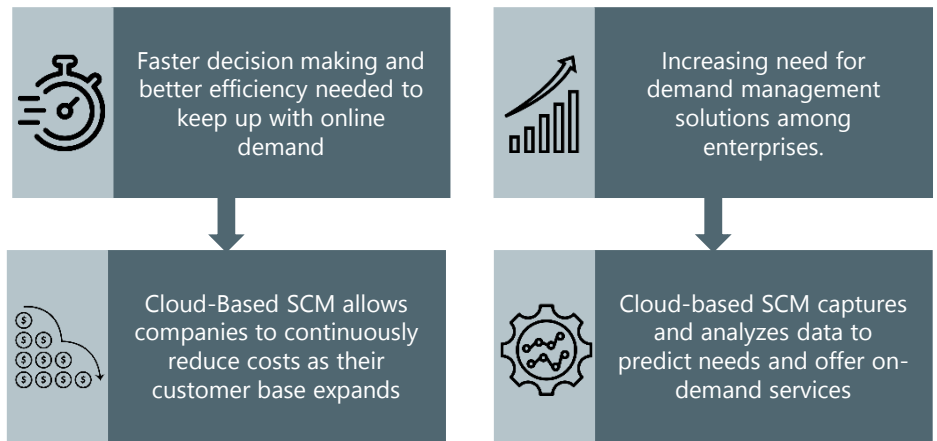 Faster decision making and
better efficiency needed to
keep up with online
demand
Increasing need for
demand management
solutions among
enterprises.
Cloud-Based SCM allows
companies to continuously
reduce costs as their
customer base expands
Cloud-based SCM captures
and analyzes data to
predict needs and offer on-
demand services
$
$ $
$ $ $
$ $ $ $